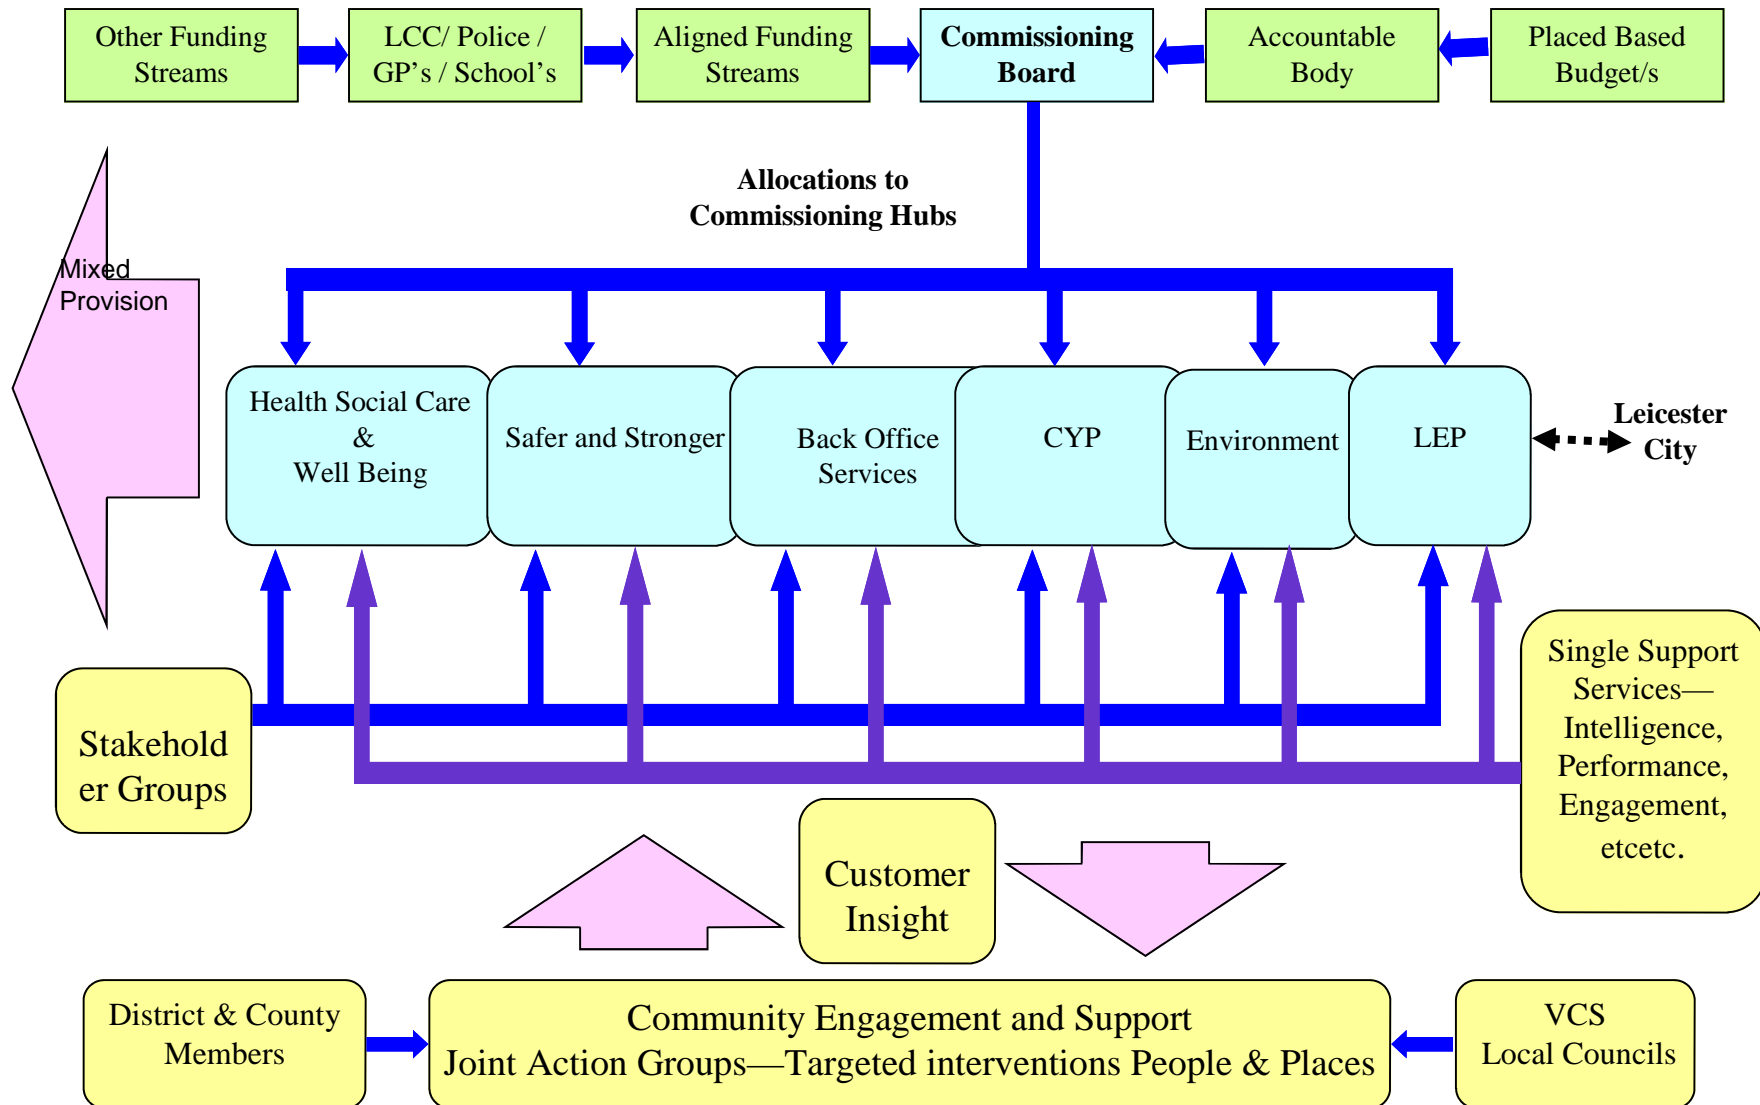 Other Funding
Streams
LCC/ Police /
GP's / School's
Aligned Funding
Streams
Commissioning
Board
Accountable
Body
Placed Based
Budget/s
Allocations to
Commissioning Hubs
Mixed
Provision
Health Social Care
&
Well Being
Safer and Stronger
Back Office
Services
CYP
Environment
LEP
Leicester
City
Stakehold
er Groups
Single Support
Services—
Intelligence,
Performance,
Engagement,
etcetc.
Customer
Insight
District & County
Members
Community Engagement and Support
Joint Action Groups—Targeted interventions People & Places
VCS
Local Councils